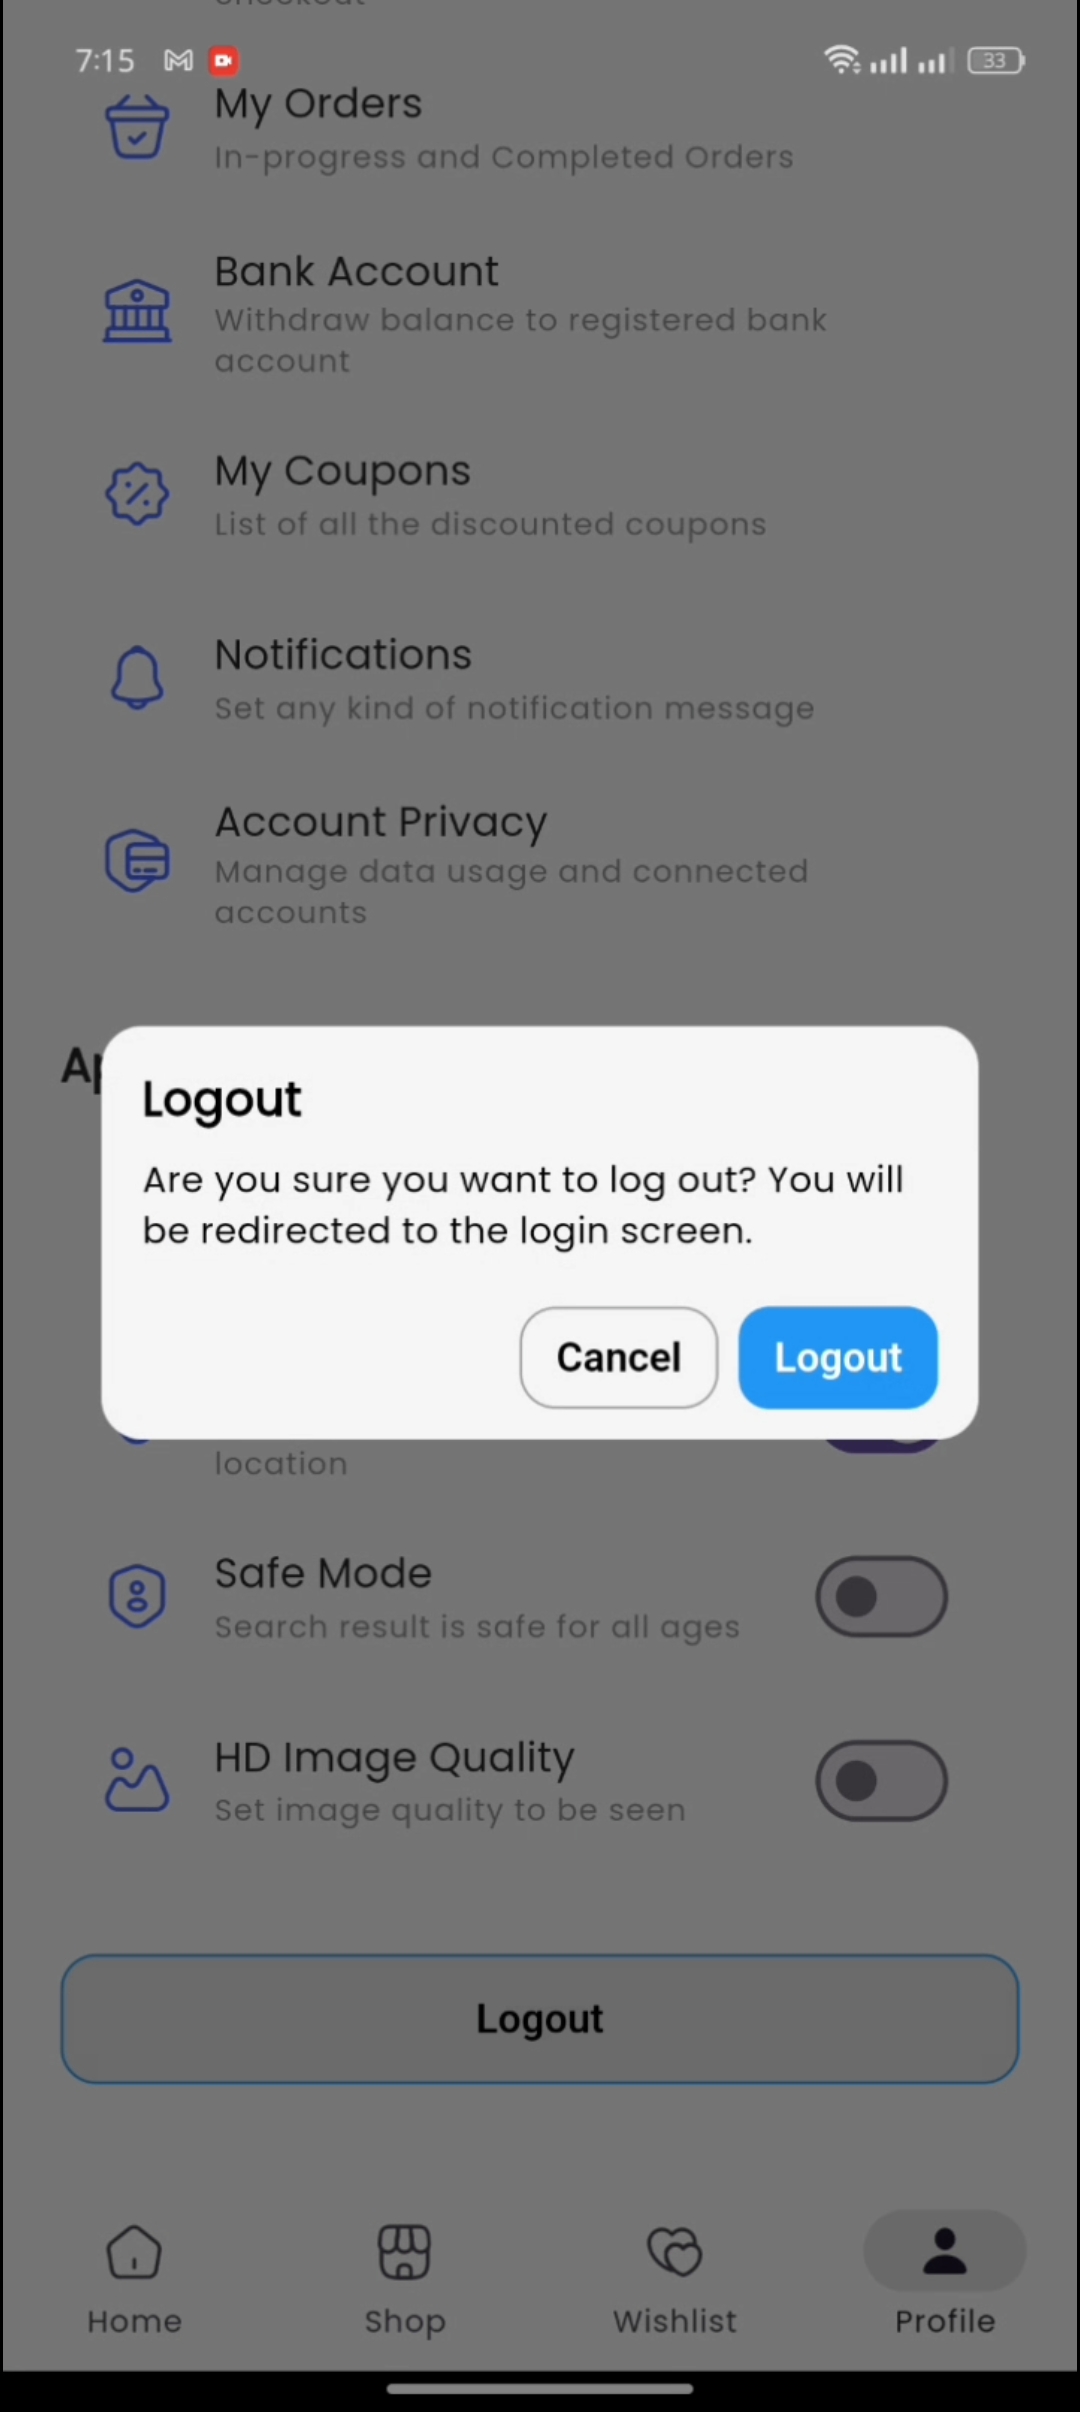 7:15
33
My Orders
In-progress and Completed Orders
Bank Account
Withdraw balance to registered bank
account
My Coupons
List of all the discounted coupons
Notifications
Set any kind of notification message
Account Privacy
Manage data usage and connected
accounts
Logout
Are you sure you want to log out? You will
be redirected to the login screen.
Cancel
Logout
location
Safe Mode
Search result is safe for all ages
HD Image Quality
Set image quality to be seen
Logout
Home
Shop
Wishlist
Profile